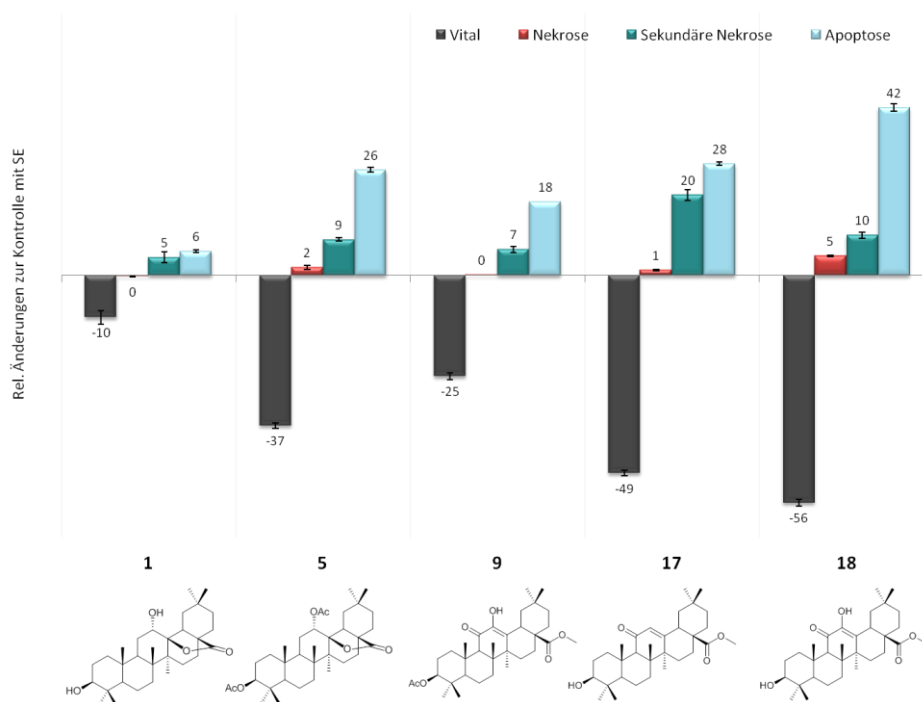 Vital Nekrose Sekundäre Nekrose Apoptose
Rel. Änderungen zur Kontrolle mit SE
-10 0 5 6
-37 2 9 26
-25 0 7 18
-49 1 20 28
-56 5 10 42
1 5 9 17 18
OH O O HO
OAc O O AcO
OH O O O AcO
O O O HO
OH O O O HO